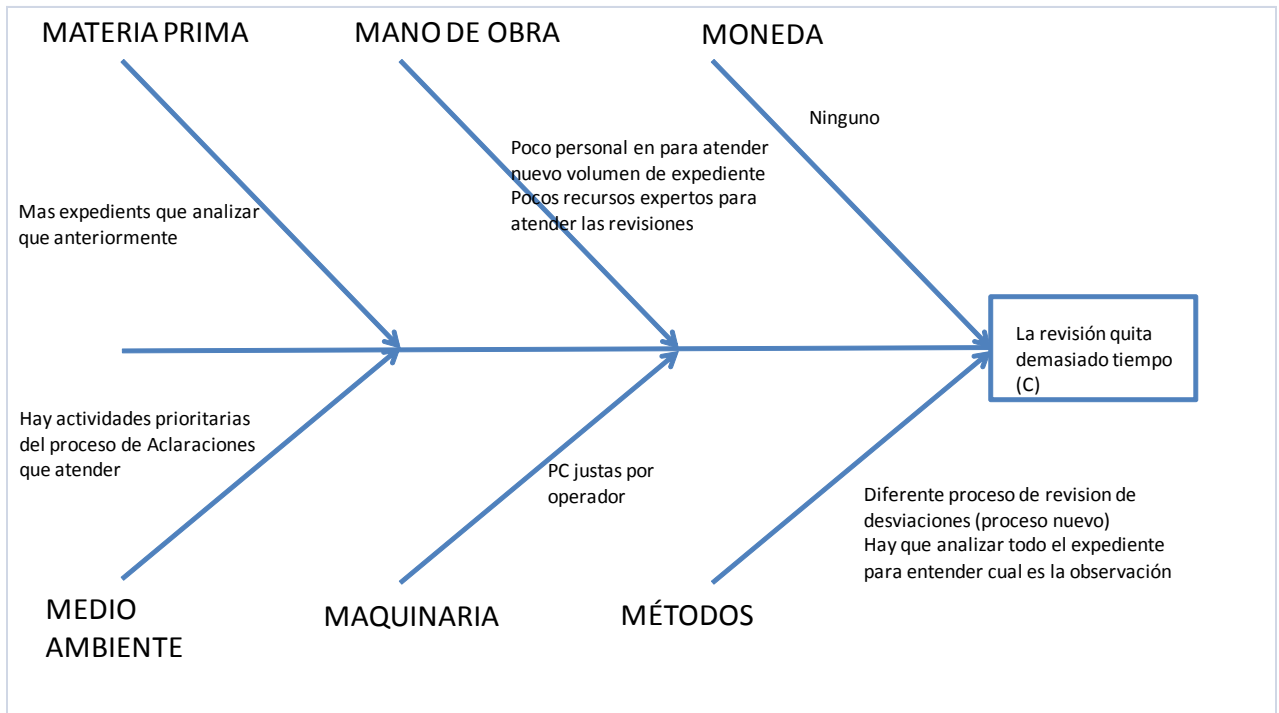 MATERIA PRIMA
MANO DE OBRA
MONEDA
Ninguno
Poco personal en para atender
nuevo volumen de expediente
Pocos recursos expertos para
atender las revisiones
Mas expedients que analizar
que anteriormente
La revisión quita
demasiado tiempo
(C)
Hay actividades prioritarias
del proceso de Aclaraciones
que atender
PC justas por
operador
Diferente proceso de revision de
desviaciones (proceso nuevo)
Hay que analizar todo el expediente
para entender cual es la observación
MEDIO
AMBIENTE
MAQUINARIA
MÉTODOS